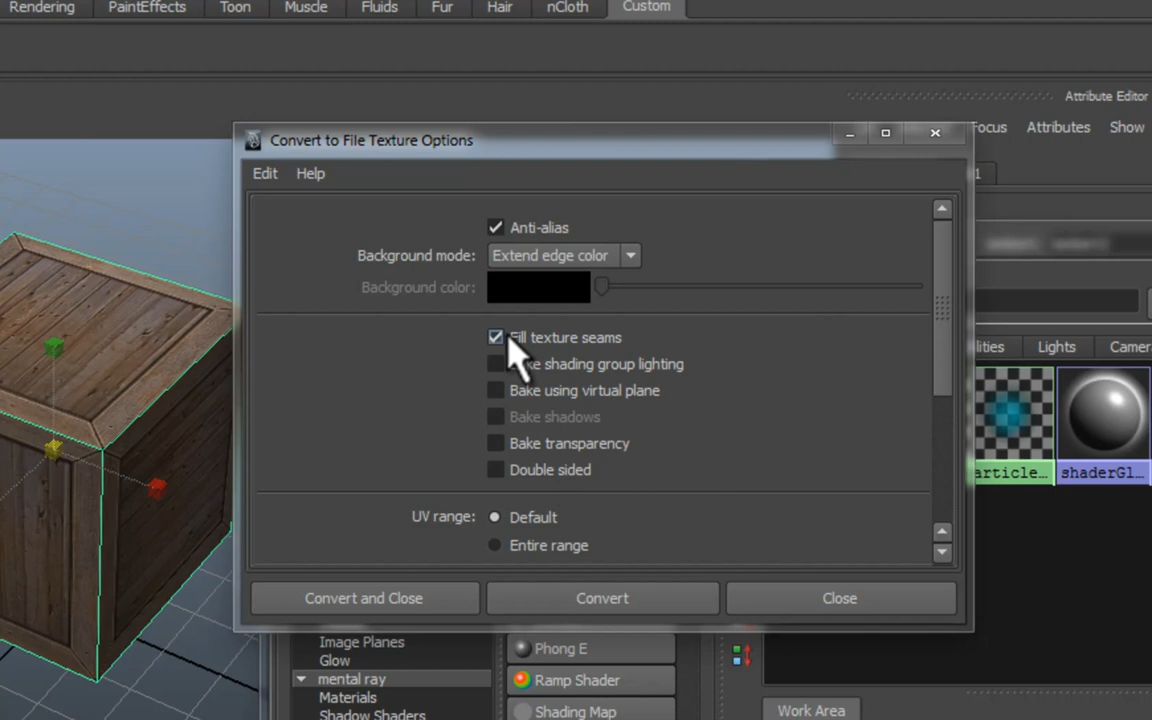 Rendering PaintEffects Toon Muscle Fluids Fur Hair nCloth Custom
Attribute Editor
Focus Attributes Show
Convert to File Texture Options
Edit Help
1
Anti-alias
Background mode: Extend edge color
Background color:
Fill texture seams
ke shading group lighting
Bake using virtual plane
Bake shadows
Bake transparency
Double sided
UV range: Default
Entire range
Convert and Close Convert Close
ilities Lights Camer
article... shaderGl...
Image Planes
Glow
mental ray
Materials
Shadow Shaders
Phong E
Ramp Shader
Shading Map
Work Area